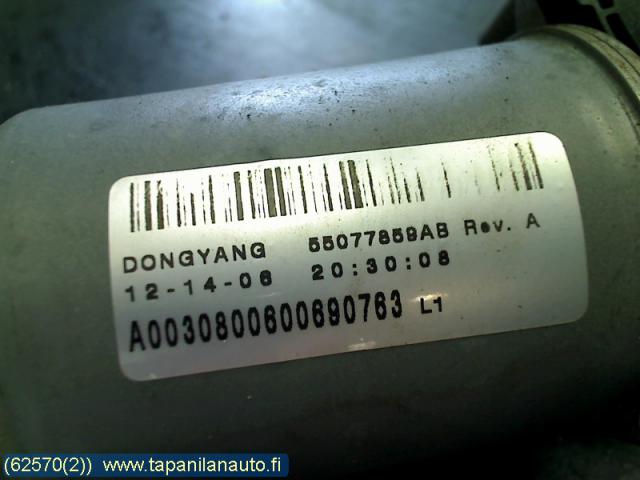 DONGYANG 55077859AB Rev. A
12-14-06 20:30:08
A0030800600690763 L1
(62570(2)) www.tapanilanauto.fi